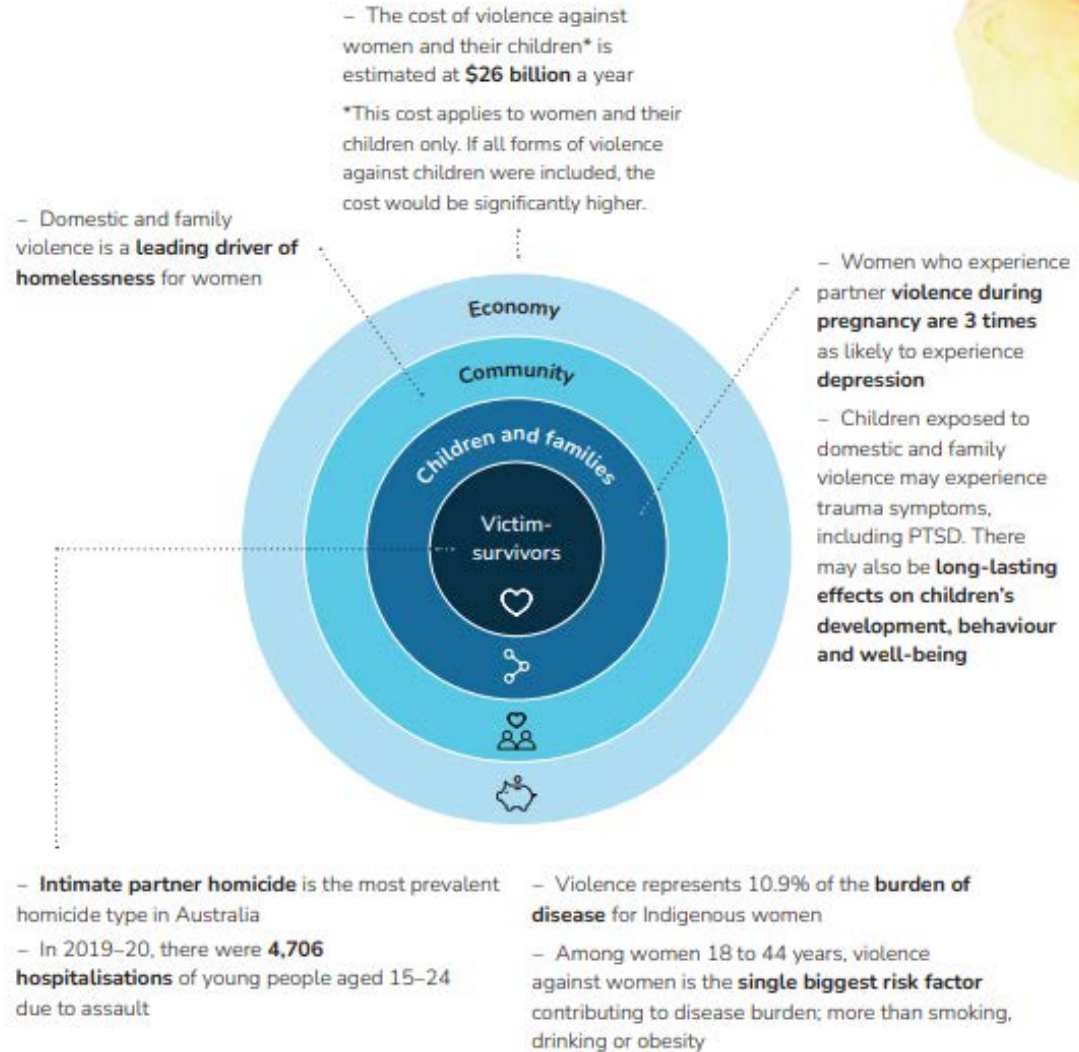 – The cost of violence against
women and their children* is
estimated at $26 billion a year
*This cost applies to women and their
children only. If all forms of violence
against children were included, the
cost would be significantly higher.
– Domestic and family
violence is a leading driver of
homelessness for women
– Women who experience
partner violence during
pregnancy are 3 times
as likely to experience
depression
– Children exposed to
domestic and family
violence may experience
trauma symptoms,
including PTSD. There
may also be long-lasting
effects on children's
development, behaviour
and well-being
Economy
Community
Children and families
Victim-
survivors
– Intimate partner homicide is the most prevalent
homicide type in Australia
– In 2019–20, there were 4,706
hospitalisations of young people aged 15–24
due to assault
– Violence represents 10.9% of the burden of
disease for Indigenous women
– Among women 18 to 44 years, violence
against women is the single biggest risk factor
contributing to disease burden; more than smoking,
drinking or obesity